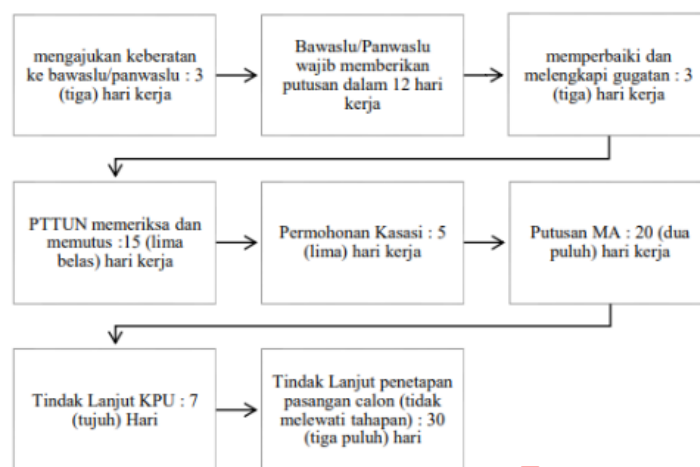 mengajukan keberatan
ke bawaslu/panwaslu : 3
(tiga) hari kerja
Bawaslu/Panwaslu
wajib memberikan
putusan dalam 12 hari
kerja
memperbaiki dan
melengkapi gugatan : 3
(tiga) hari kerja
PTTUN memeriksa dan
memutus :15 (lima
belas) hari kerja
Permohonan Kasasi : 5
(lima) hari kerja
Putusan MA : 20 (dua
puluh) hari kerja
Tindak Lanjut KPU : 7
(tujuh) Hari
Tindak Lanjut penetapan
pasangan calon (tidak
melewati tahapan) : 30
(tiga puluh) hari